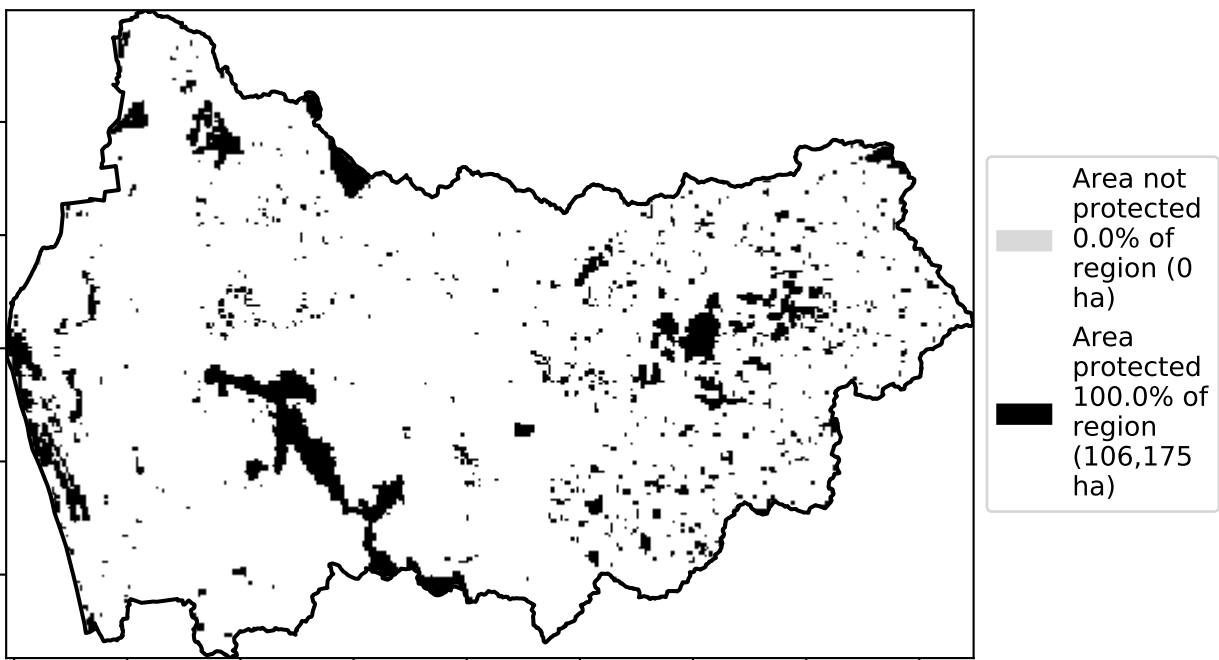 Area not
protected
0.0% of
region (0
ha)
Area
protected
100.0% of
region
(106,175
ha)